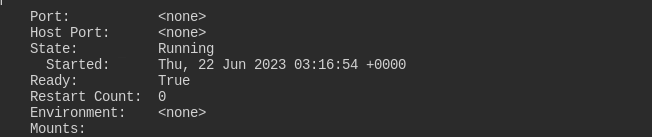 Port:           <none>
Host Port:      <none>
State:          Running
  Started:      Thu, 22 Jun 2023 03:16:54 +0000
Ready:          True
Restart Count:  0
Environment:    <none>
Mounts: